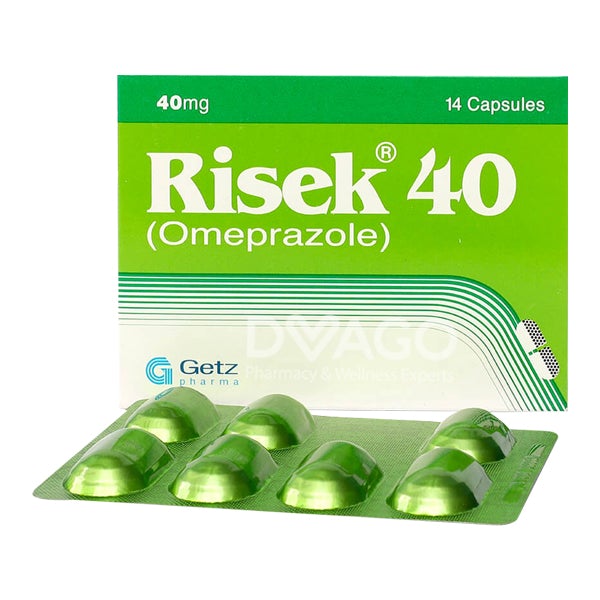 40mg
14 Capsules
Risek® 40
(Omeprazole)
DVAGO
Pharmacy & Wellness Experts
Getz
pharma